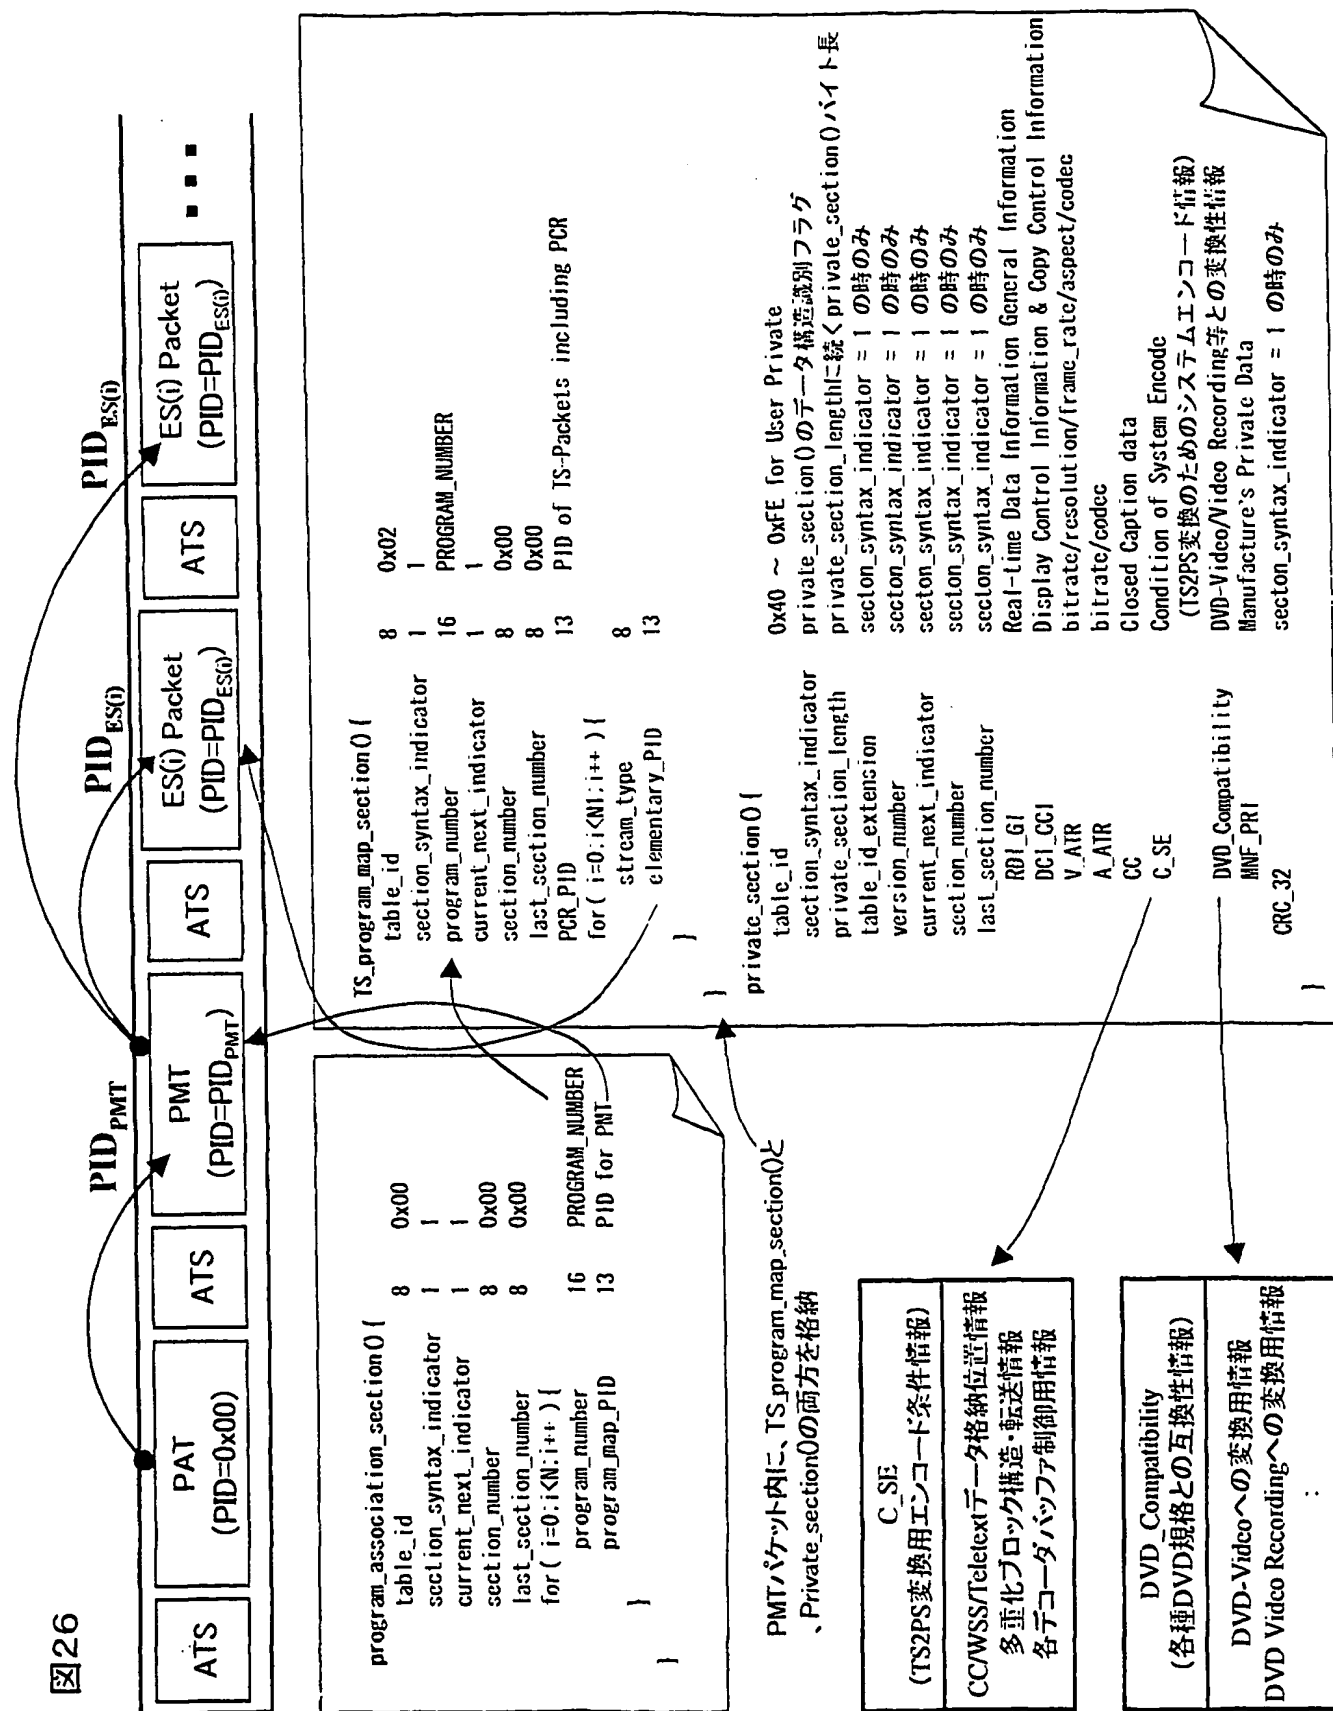 図26
PID_PMT
PID_ES(i)
PID_ES(i)
ATS
PAT
(PID=0x00)
ATS
PMT
(PID=PID_PMT)
ATS
ES(i) Packet
(PID=PID_ES(i))
ATS
ES(i) Packet
(PID=PID_ES(i))
program_association_section() {
table_id 8 0x00
section_syntax_indicator 1 1
current_next_indicator 1 1
section_number 8 0x00
last_section_number 8 0x00
for( i=0;i<N;i++ ){
program_number 16 PROGRAM_NUMBER
program_map_PID 13 PID for PMT
}
}
TS_program_map_section() {
table_id 8 0x02
section_syntax_indicator 1 1
program_number 16 PROGRAM_NUMBER
current_next_indicator 1 1
section_number 8 0x00
last_section_number 8 0x00
PCR_PID 13 PID of TS-Packets including PCR
for( i=0;i<N1;i++ ){
stream_type 8
elementary_PID 13
}
}
private_section() {
table_id 0x40 ~ 0xFE for User Private
section_syntax_indicator private_section()のデータ構造識別フラグ
private_section_length private_section_lengthに続くprivate_section()バイト長
table_id_extension secton_syntax_indicator = 1 の時のみ
version_number secton_syntax_indicator = 1 の時のみ
current_next_indicator secton_syntax_indicator = 1 の時のみ
section_number secton_syntax_indicator = 1 の時のみ
last_section_number secton_syntax_indicator = 1 の時のみ
RDI_GI Real-time Data Information General Information
DCI_CCI Display Control Information & Copy Control Information
V_ATR bitrate/resolution/frame_rate/aspect/codec
A_ATR bitrate/codec
CC Closed Caption data
C_SE Condition of System Encode
(TS2PS変換のためのシステムエンコード情報)
DVD_Compatibility DVD-Video/Video Recording等との変換性情報
MNF_PRI Manufacture's Private Data
CRC_32 secton_syntax_indicator = 1 の時のみ
}
PMTパケット内に、TS_program_map_section()と
、Private_section()の両方を格納
C_SE
(TS2PS変換用エンコード条件情報)
CC/WSS/Teletextデータ格納位置情報
多重化ブロック構造・転送情報
各デコーダバッファ制御用情報
DVD_Compatibility
(各種DVD規格との互換性情報)
DVD-Videoへの変換用情報
DVD Video Recordingへの変換用情報
: